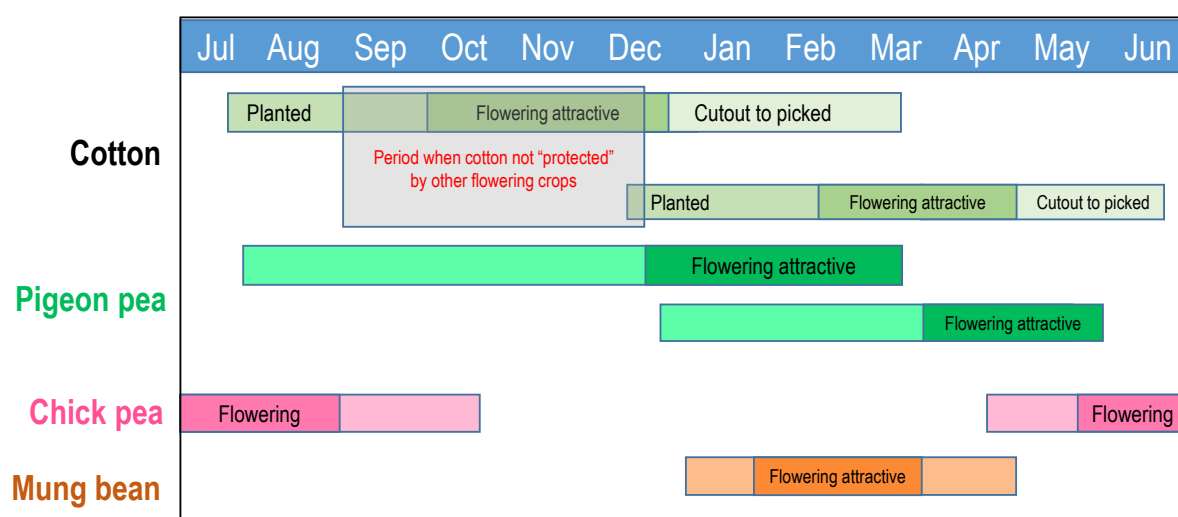 Jul Aug Sep Oct Nov Dec Jan Feb Mar Apr May Jun
Planted Flowering attractive Cutout to picked
Cotton
Period when cotton not “protected”
by other flowering crops
Planted Flowering attractive Cutout to picked
Flowering attractive
Pigeon pea
Flowering attractive
Chick pea Flowering Flowering
Mung bean Flowering attractive